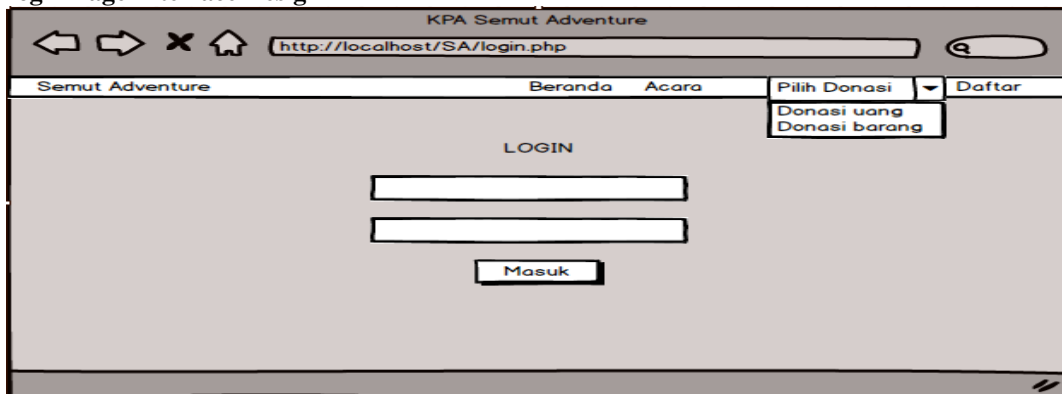 KPA Semut Adventure
http://localhost/SA/login.php
Semut Adventure Beranda Acara Pilih Donasi Daftar
Donasi uang
Donasi barang
LOGIN
Masuk